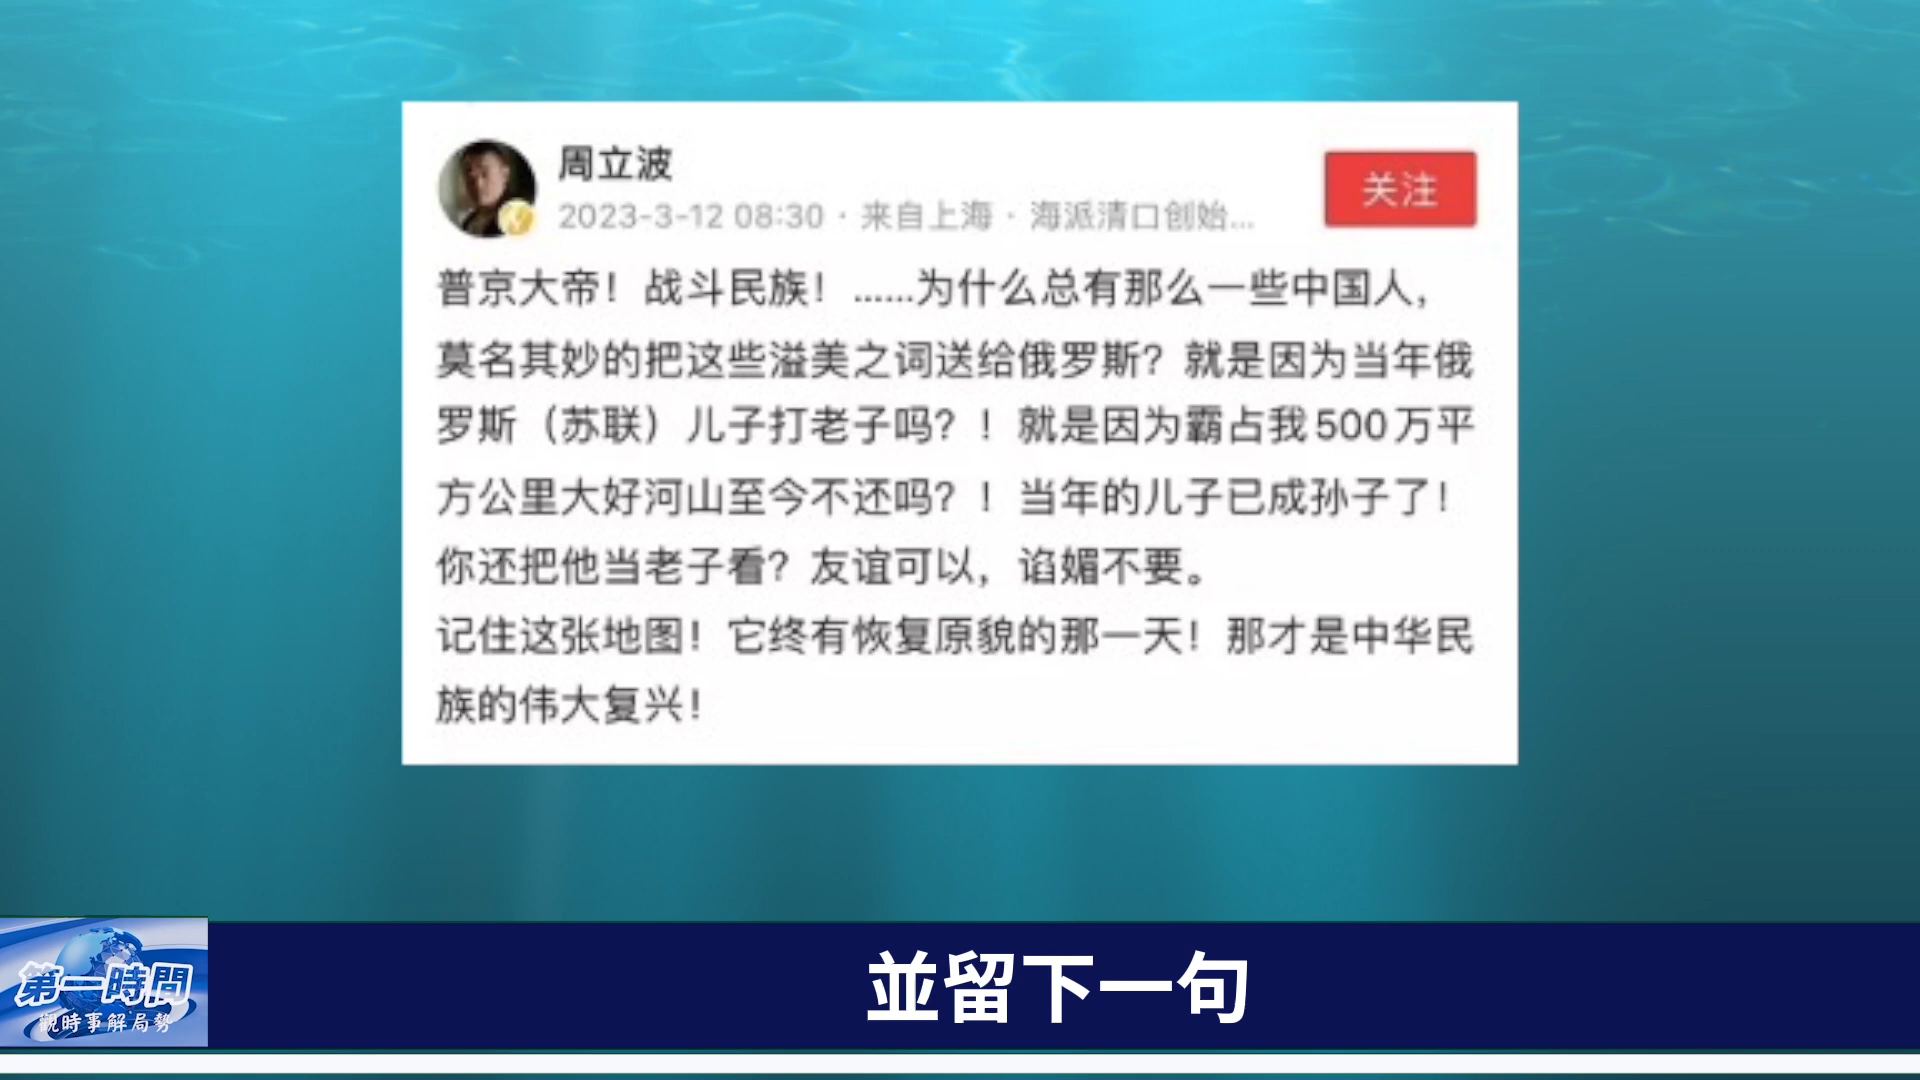 周立波
2023-3-12 08:30 · 来自上海 · 海派清口创始...
关注
普京大帝！战斗民族！......为什么总有那么一些中国人，
莫名其妙的把这些溢美之词送给俄罗斯？就是因为当年俄
罗斯（苏联）儿子打老子吗？！就是因为霸占我500万平
方公里大好河山至今不还吗？！当年的儿子已成孙子了！
你还把他当老子看？友谊可以，谄媚不要。
记住这张地图！它终有恢复原貌的那一天！那才是中华民
族的伟大复兴！
第一時間
觀時事解局勢
並留下一句